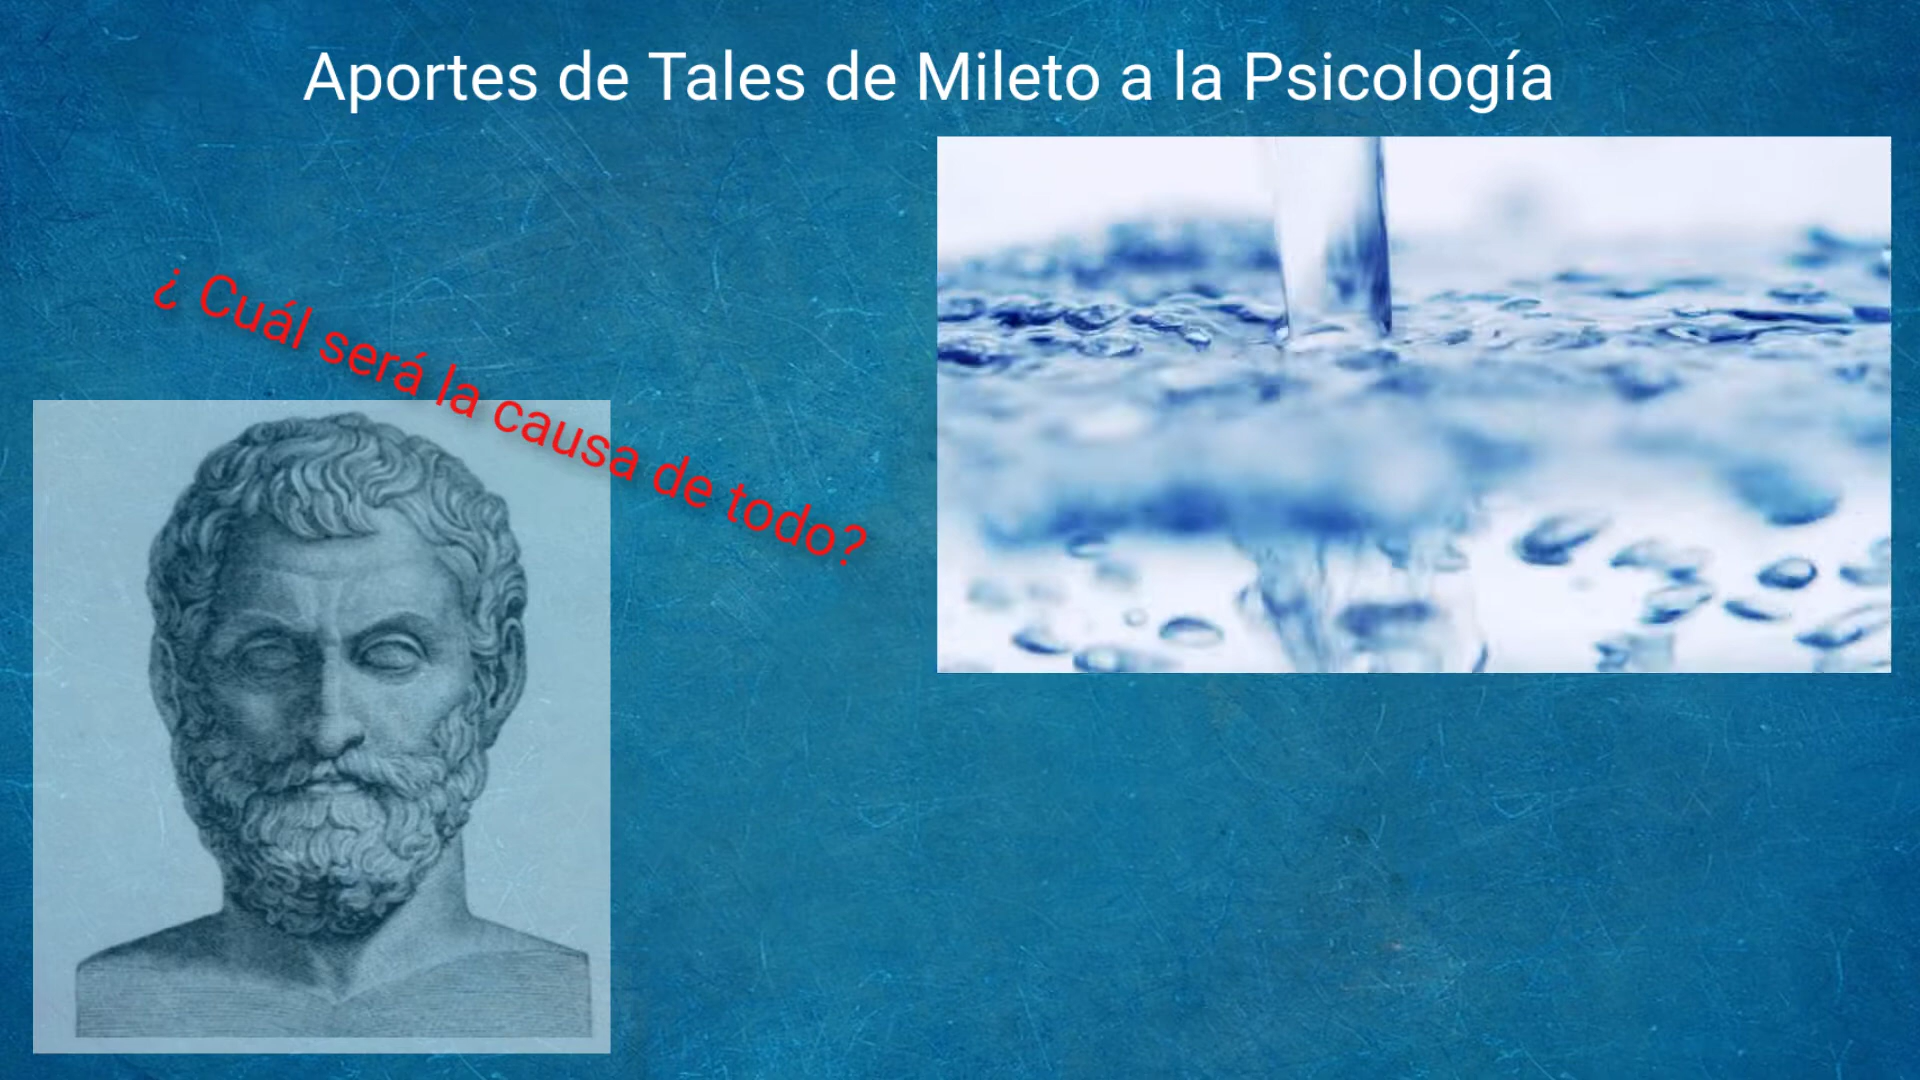 Aportes de Tales de Mileto a la Psicología
¿ Cuál será la causa de todo?